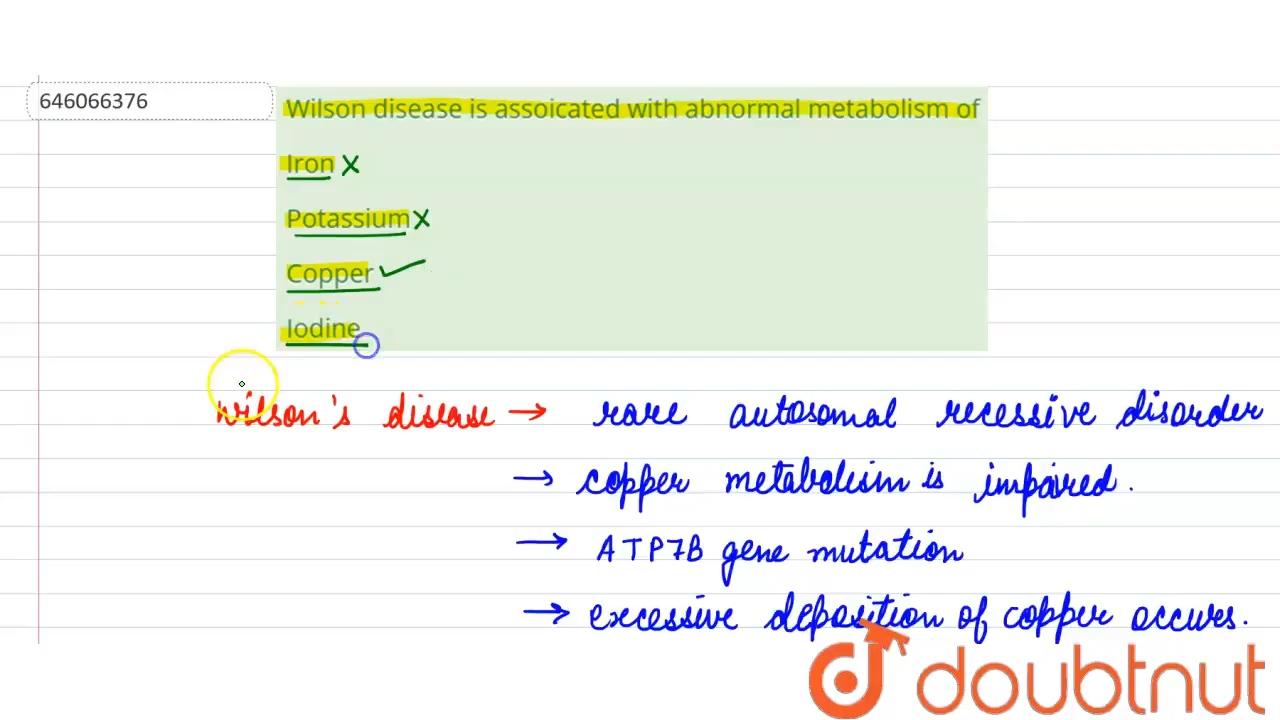 646066376
Wilson disease is assoicated with abnormal metabolism of
Iron X
Potassium X
Copper ✓
Iodine
Wilson's disease → rare autosomal recessive disorder
→ copper metabolism is impaired.
→ ATP7B gene mutation
→ excessive deposition of copper occurs.
doubtnut